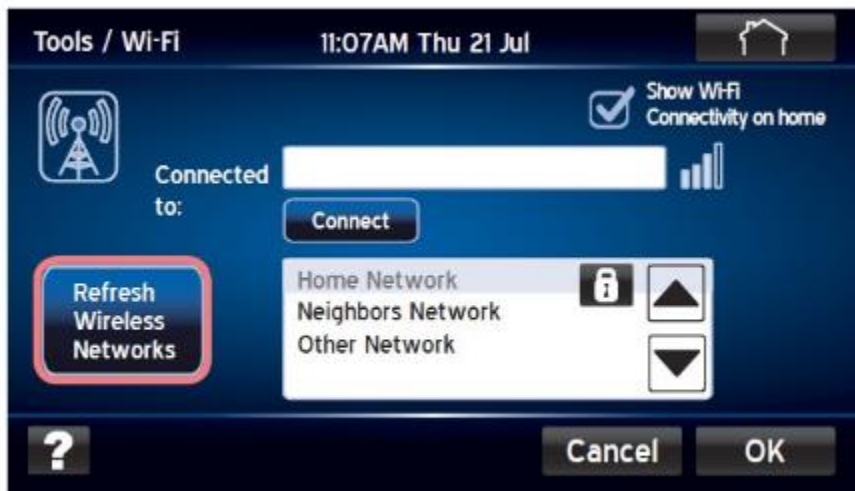 Tools / Wi-Fi
11:07AM Thu 21 Jul
Show Wi-Fi
Connectivity on home
Connected
to:
Connect
Refresh
Wireless
Networks
Home Network
Neighbors Network
Other Network
?
Cancel
OK